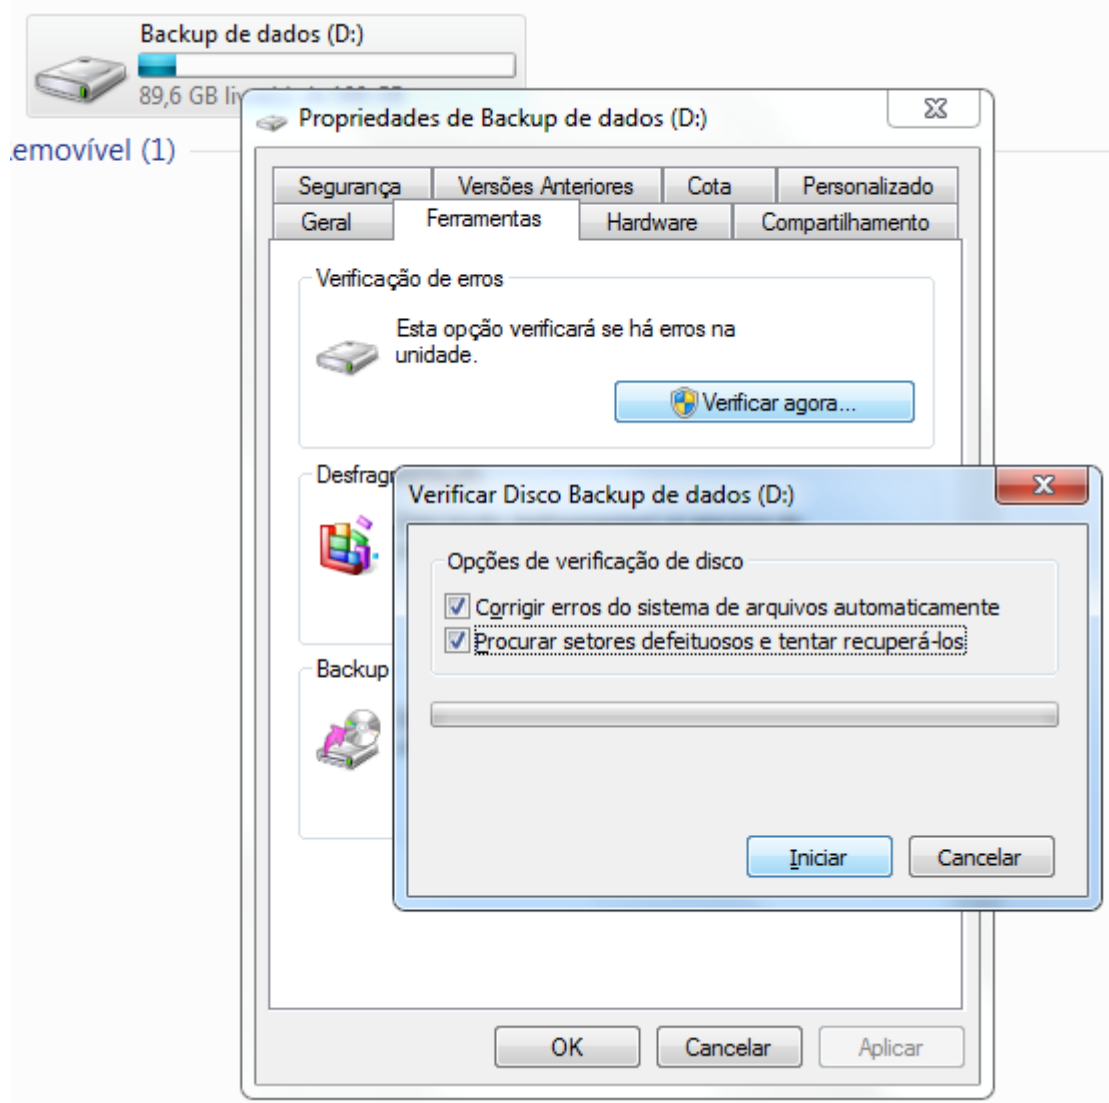 Backup de dados (D:)
89,6 GB
Removível (1)
Propriedades de Backup de dados (D:)
Segurança
Versões Anteriores
Cota
Personalizado
Geral
Ferramentas
Hardware
Compartilhamento
Verificação de erros
Esta opção verificará se há erros na
unidade.
Verificar agora...
Verificar Disco Backup de dados (D:)
Opções de verificação de disco
Corrigir erros do sistema de arquivos automaticamente
Procurar setores defeituosos e tentar recuperá-los
Backup
Iniciar
Cancelar
OK
Cancelar
Aplicar